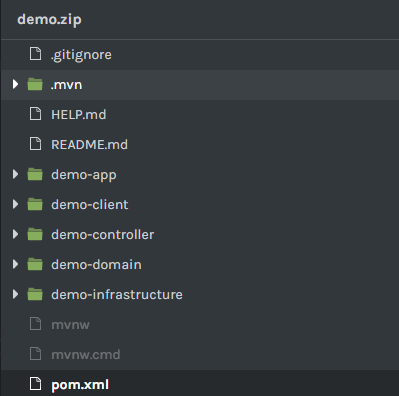 demo.zip
.gitignore
.mvn
HELP.md
README.md
demo-app
demo-client
demo-controller
demo-domain
demo-infrastructure
mvnw
mvnw.cmd
pom.xml